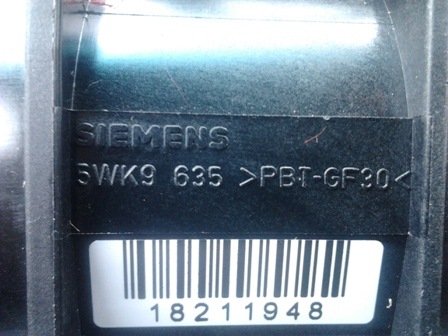 SIEMENS
5WK9 635 >PBT-GF30<
18211948